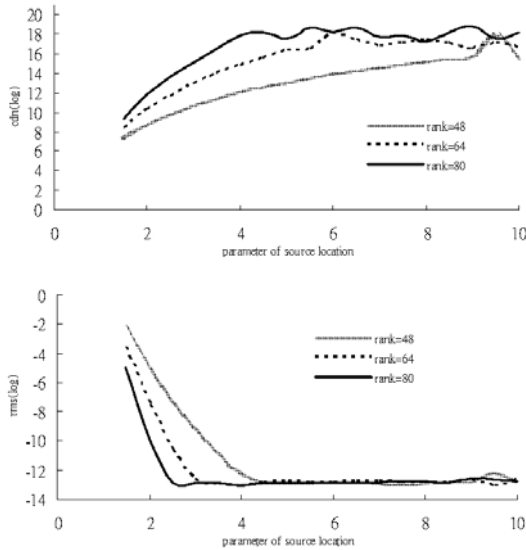 20
18
16
14
12
10
8
6
4
2
0
cdn(log)
rank=48
rank=64
rank=80
0 2 4 6 8 10
parameter of source location
0
-2
-4
-6
-8
-10
-12
-14
rms(log)
rank=48
rank=64
rank=80
0 2 4 6 8 10
parameter of source location